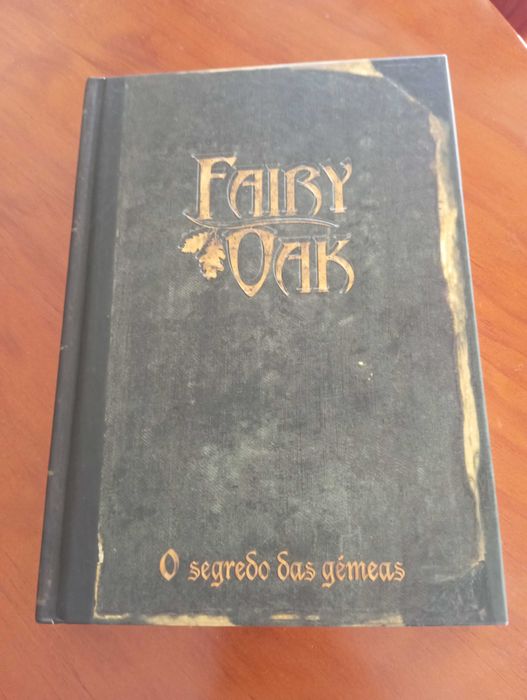 FAIRY
OAK
O segredo das gémeas